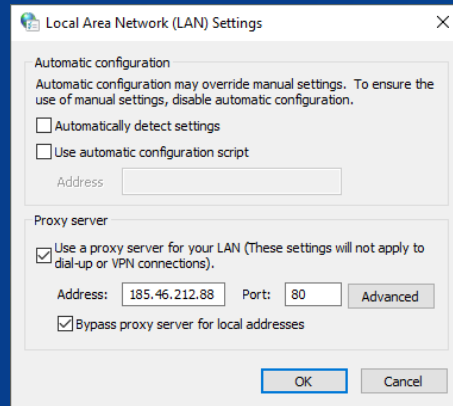 Local Area Network (LAN) Settings
Automatic configuration
Automatic configuration may override manual settings. To ensure the
use of manual settings, disable automatic configuration.
Automatically detect settings
Use automatic configuration script
Address
Proxy server
Use a proxy server for your LAN (These settings will not apply to
dial-up or VPN connections).
Address: 185.46.212.88 Port: 80 Advanced
Bypass proxy server for local addresses
OK Cancel